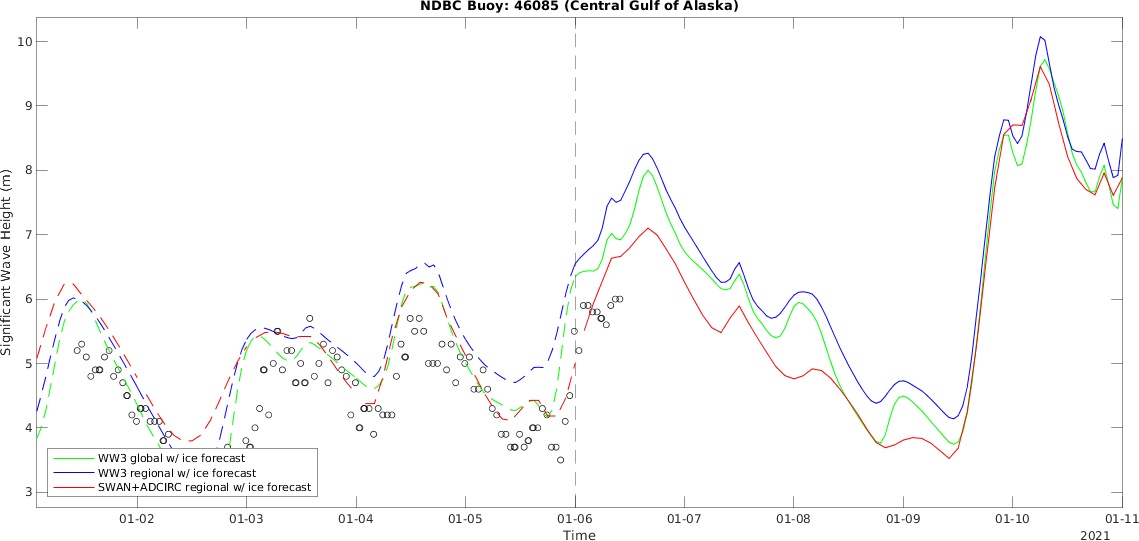 NDBC Buoy: 46085 (Central Gulf of Alaska)
Significant Wave Height (m)
10
9
8
7
6
5
4
3
WW3 global w/ ice forecast
WW3 regional w/ ice forecast
SWAN+ADCIRC regional w/ ice forecast
01-02 01-03 01-04 01-05 01-06 01-07 01-08 01-09 01-10 01-11
Time
2021